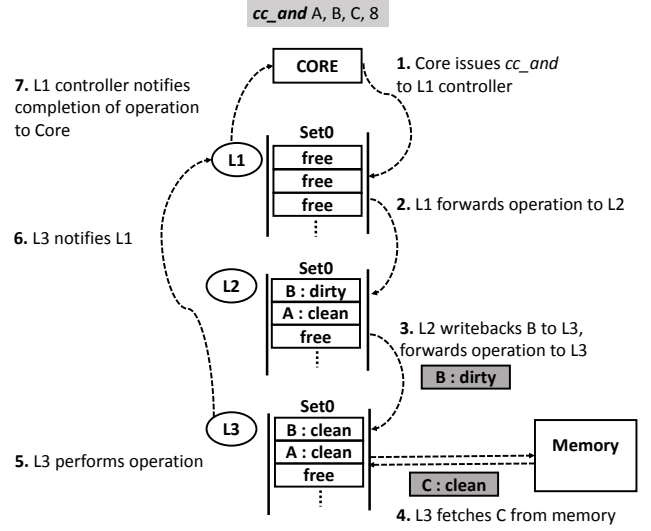 cc_and A, B, C, 8
CORE
1. Core issues cc_and
to L1 controller
7. L1 controller notifies
completion of operation
to Core
Set0
L1
free
free
free
2. L1 forwards operation to L2
6. L3 notifies L1
Set0
L2
B : dirty
A : clean
free
3. L2 writebacks B to L3,
forwards operation to L3
B : dirty
Set0
L3
B : clean
A : clean
free
Memory
5. L3 performs operation
C : clean
4. L3 fetches C from memory